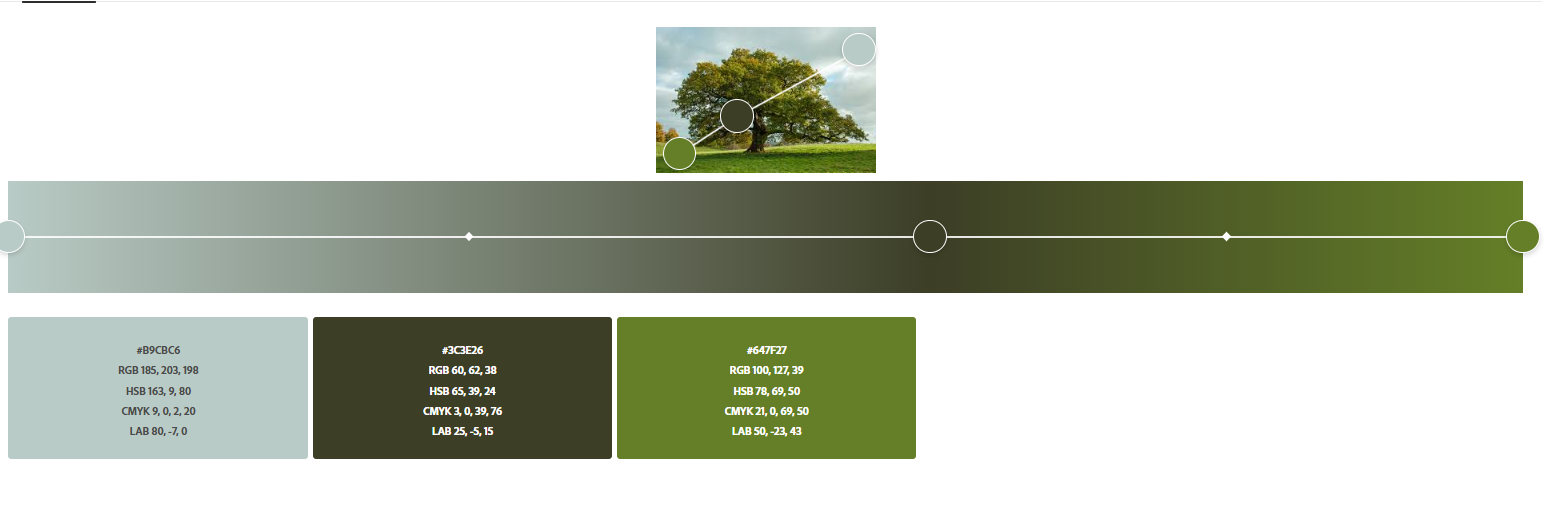 #B9CBC6
RGB 185, 203, 198
HSB 163, 9, 80
CMYK 9, 0, 2, 20
LAB 80, -7, 0
#3C3E26
RGB 60, 62, 38
HSB 65, 39, 24
CMYK 3, 0, 39, 76
LAB 25, -5, 15
#647F27
RGB 100, 127, 39
HSB 78, 69, 50
CMYK 21, 0, 69, 50
LAB 50, -23, 43